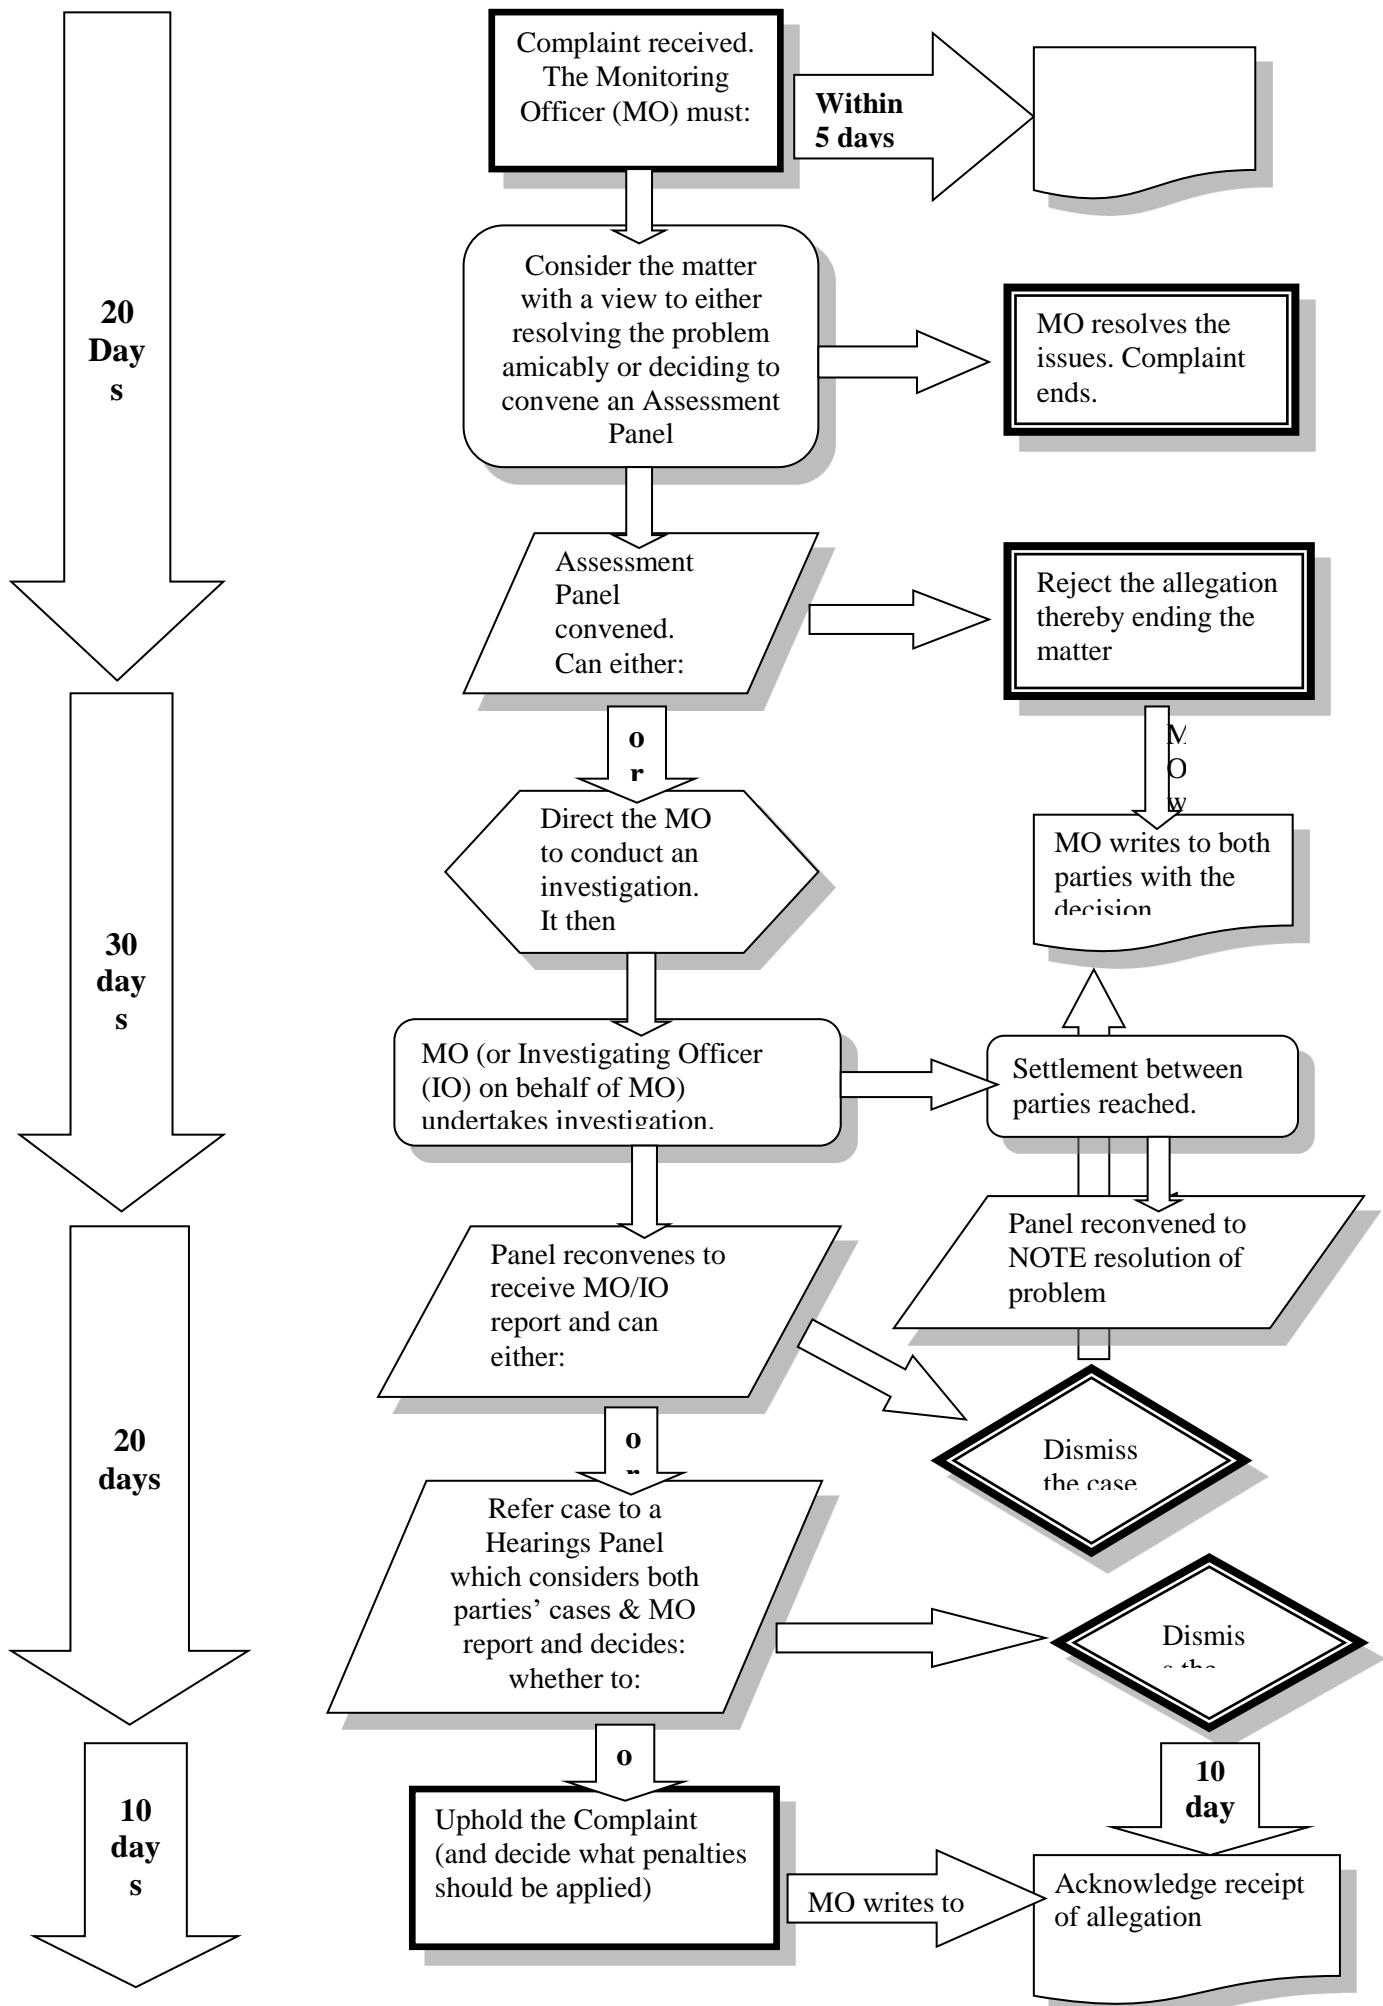 Complaint received.
The Monitoring
Officer (MO) must:
Within
5 days
20
Day
s
Consider the matter
with a view to either
resolving the problem
amicably or deciding to
convene an Assessment
Panel
MO resolves the
issues. Complaint
ends.
Assessment
Panel
convened.
Can either:
Reject the allegation
thereby ending the
matter
o
r
M
O
w
Direct the MO
to conduct an
investigation.
It then
MO writes to both
parties with the
decision
30
day
s
MO (or Investigating Officer
(IO) on behalf of MO)
undertakes investigation.
Settlement between
parties reached.
Panel reconvenes to
receive MO/IO
report and can
either:
Panel reconvened to
NOTE resolution of
problem
20
days
o
r
Dismiss
the case
Refer case to a
Hearings Panel
which considers both
parties’ cases & MO
report and decides:
whether to:
Dismis
s the
o
10
day
s
10
day
Uphold the Complaint
(and decide what penalties
should be applied)
MO writes to
Acknowledge receipt
of allegation